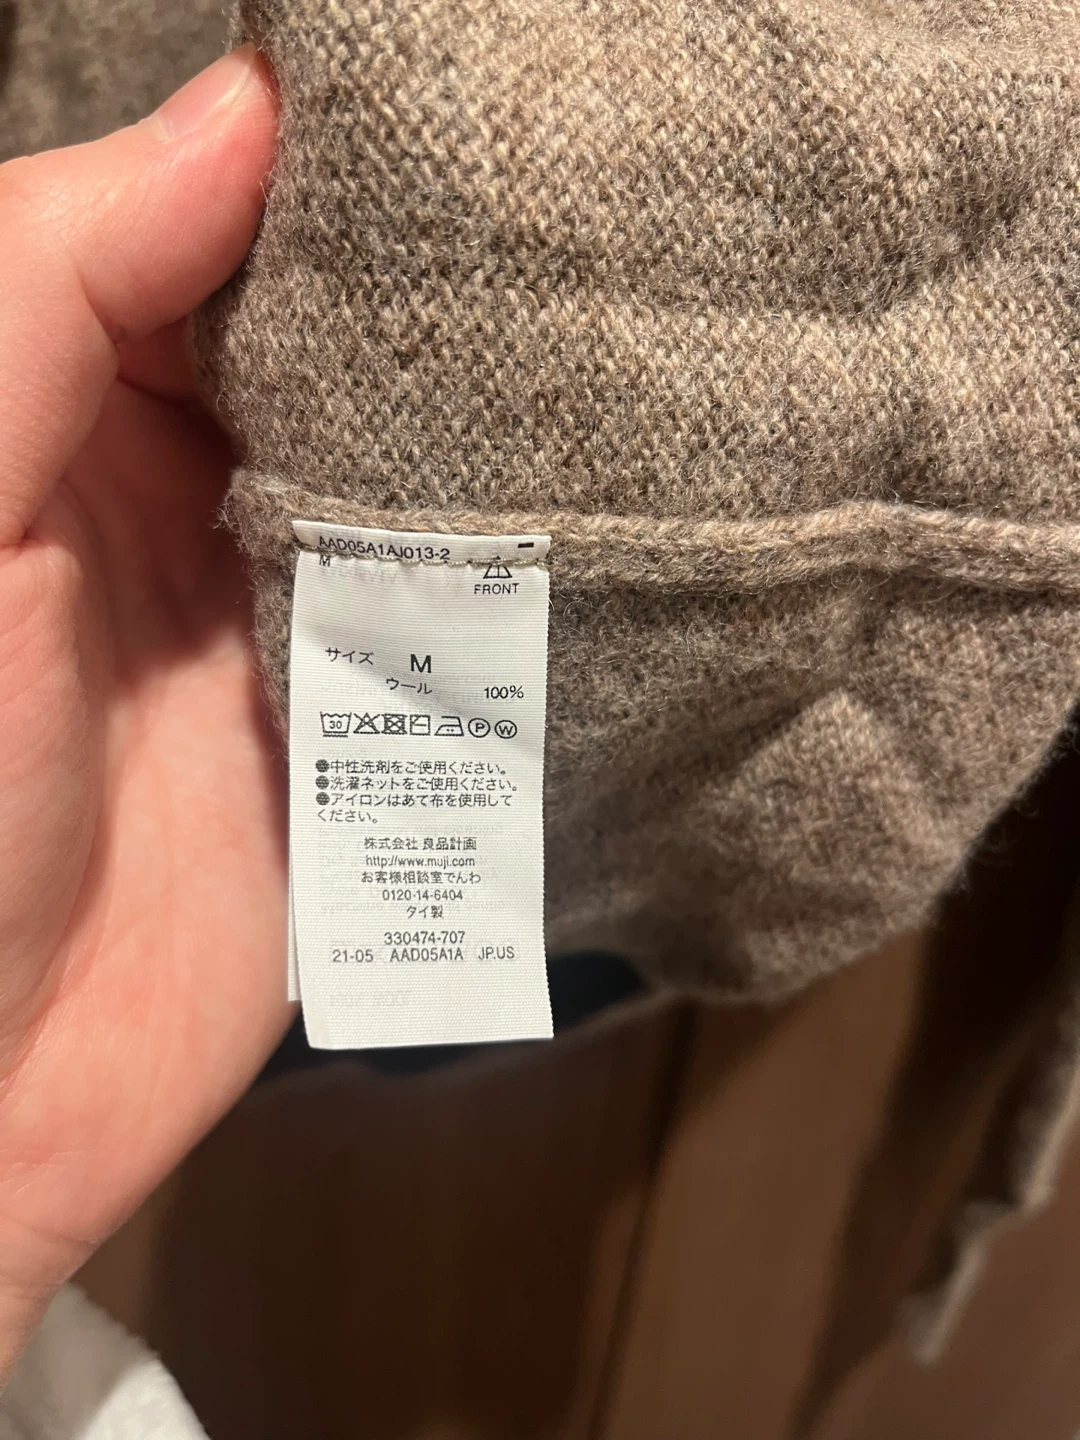 AAD05A1AJ013-2
M
FRONT
サイズ M
ウール 100%
30 P W
●中性洗剤をご使用ください。
●洗濯ネットをご使用ください。
●アイロンはあて布を使用して
ください。
株式会社 良品計画
http://www.muji.com
お客様相談室でんわ
0120-14-6404
タイ製
330474-707
21-05 AAD05A1A JP.US